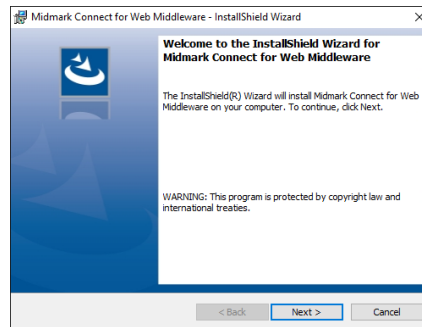 Midmark Connect for Web Middleware - InstallShield Wizard
Welcome to the InstallShield Wizard for
Midmark Connect for Web Middleware
The InstallShield(R) Wizard will install Midmark Connect for Web
Middleware on your computer. To continue, click Next.
WARNING: This program is protected by copyright law and
international treaties.
< Back
Next >
Cancel